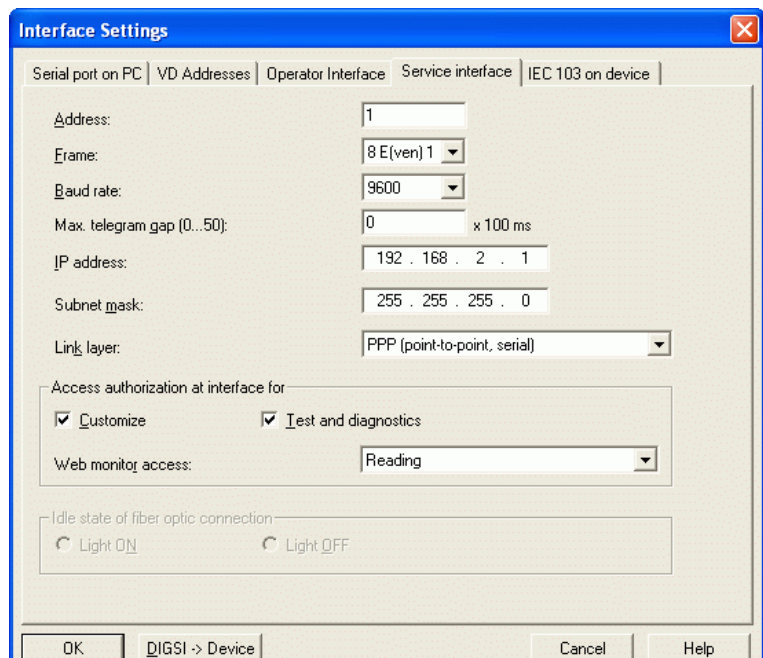 Interface Settings
Serial port on PC VD Addresses Operator Interface Service interface IEC 103 on device
Address: 1
Frame: 8 E(ven) 1
Baud rate: 9600
Max. telegram gap (0...50): 0 x 100 ms
IP address: 192 . 168 . 2 . 1
Subnet mask: 255 . 255 . 255 . 0
Link layer: PPP (point-to-point, serial)
Access authorization at interface for
Customize Test and diagnostics
Web monitor access: Reading
Idle state of fiber optic connection
Light ON Light OFF
OK DIGSI -> Device Cancel Help